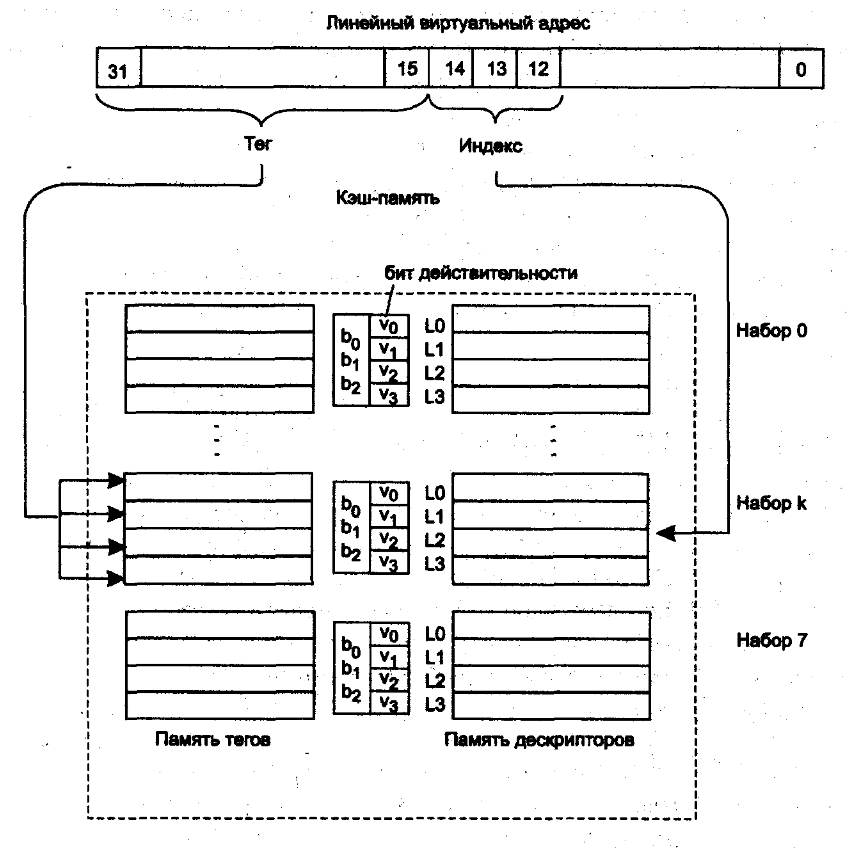 Линейный виртуальный адрес
31 15 14 13 12 0
Тег Индекс
Кэш-память
бит действительности
b0 b1 b2
v0 L0
v1 L1
v2 L2
v3 L3
Набор 0
b0 b1 b2
v0 L0
v1 L1
v2 L2
v3 L3
Набор k
b0 b1 b2
v0 L0
v1 L1
v2 L2
v3 L3
Набор 7
Память тегов Память дескрипторов